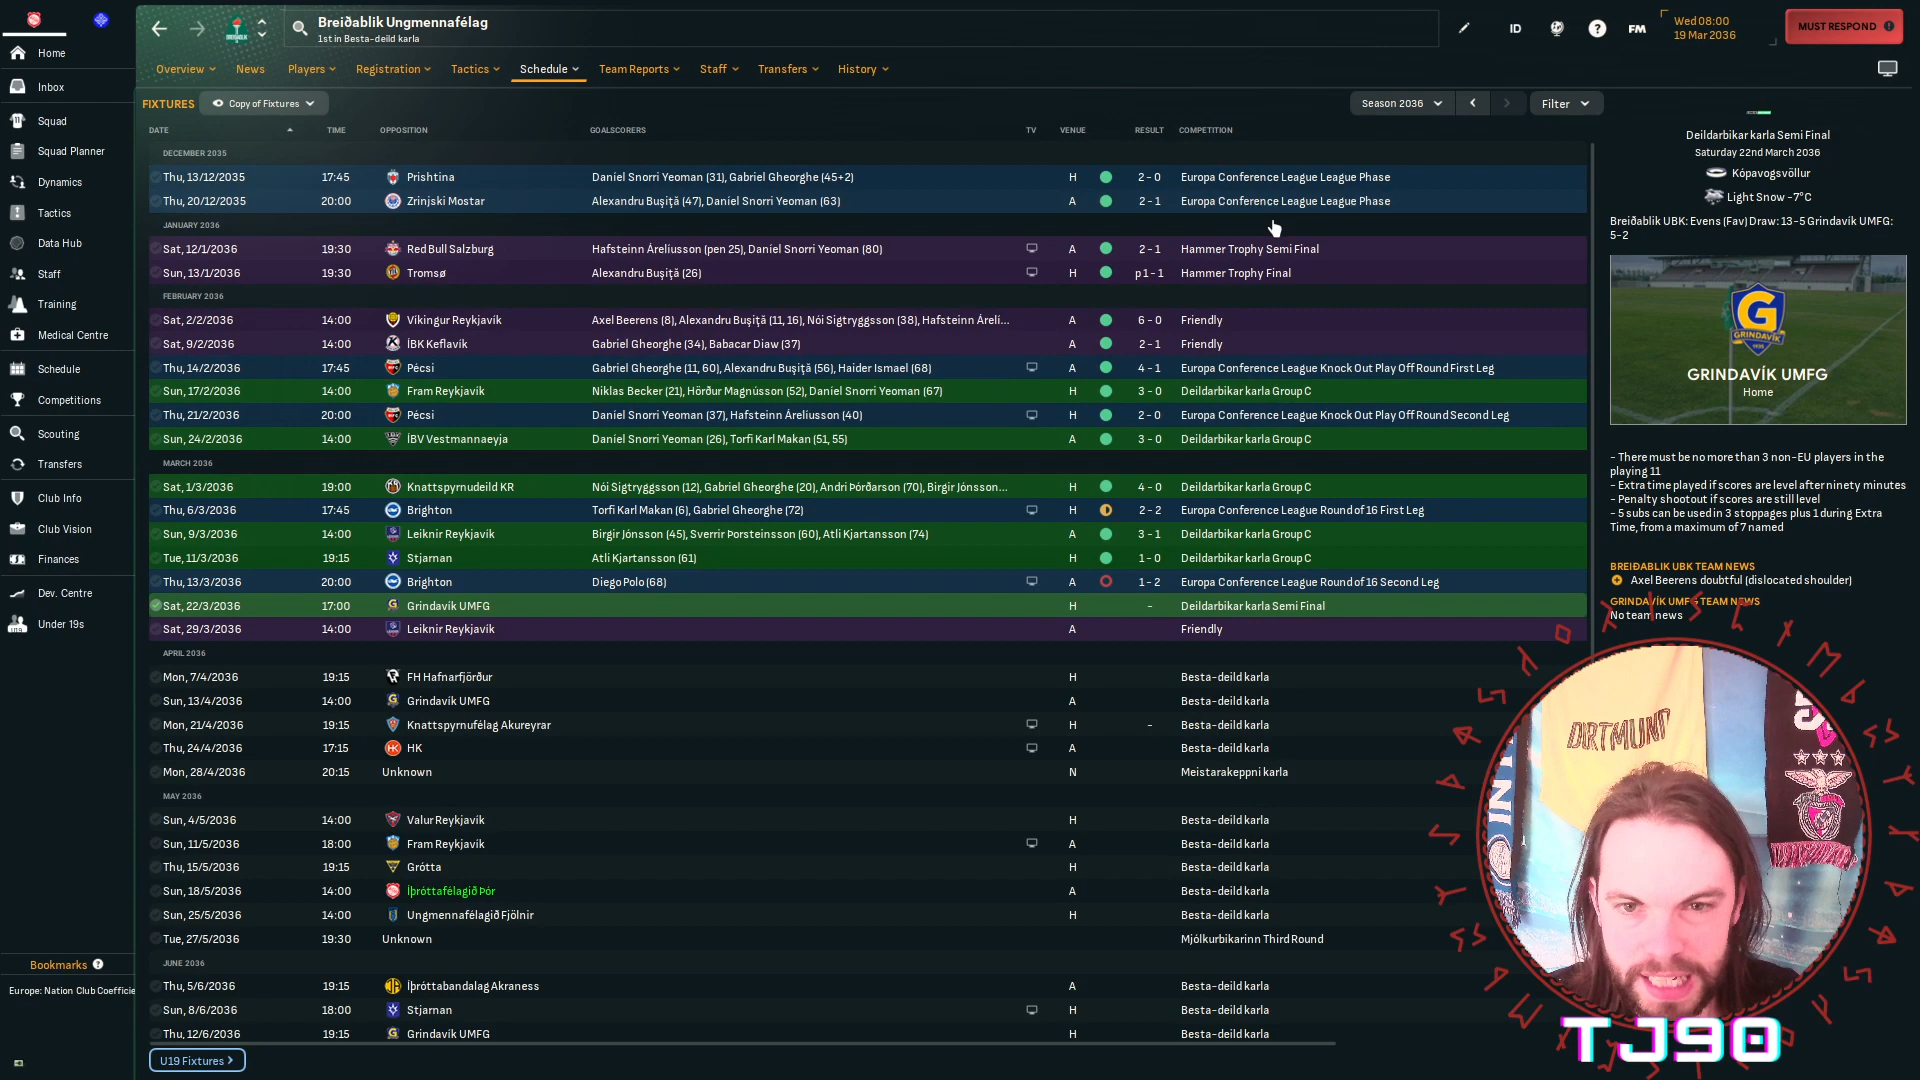 Breiðablik Ungmennafélag
1st in Besta-deild karla
ID
FM
Wed 08:00
19 Mar 2036
MUST RESPOND
Home
Inbox
Squad
Squad Planner
Dynamics
Tactics
Data Hub
Staff
Training
Medical Centre
Schedule
Competitions
Scouting
Transfers
Club Info
Club Vision
Finances
Dev. Centre
Under 19s
Bookmarks
Europe: Nation Club Coefficie
Overview News Players Registration Tactics Schedule Team Reports Staff Transfers History
FIXTURES Copy of Fixtures Season 2036 Filter
DATE TIME OPPOSITION GOALSCORERS TV VENUE RESULT COMPETITION
DECEMBER 2035
Thu, 13/12/2035 17:45 Prishtina Daníel Snorri Yeoman (31), Gabriel Gheorghe (45+2) H 2 - 0 Europa Conference League League Phase
Thu, 20/12/2035 20:00 Zrinjski Mostar Alexandru Bușiță (47), Daníel Snorri Yeoman (63) A 2 - 1 Europa Conference League League Phase
JANUARY 2036
Sat, 12/1/2036 19:30 Red Bull Salzburg Hafsteinn Árelíusson (pen 25), Daníel Snorri Yeoman (80) A 2 - 1 Hammer Trophy Semi Final
Sun, 13/1/2036 19:30 Tromsø Alexandru Bușiță (26) H p1 - 1 Hammer Trophy Final
FEBRUARY 2036
Sat, 2/2/2036 14:00 Víkingur Reykjavík Axel Beerens (8), Alexandru Bușiță (11, 16), Nói Sigtryggsson (38), Hafsteinn Árelí... A 6 - 0 Friendly
Sat, 9/2/2036 14:00 ÍBK Keflavík Gabriel Gheorghe (34), Babacar Diaw (37) A 2 - 1 Friendly
Thu, 14/2/2036 17:45 Pécsi Gabriel Gheorghe (11, 60), Alexandru Bușiță (56), Haider Ismael (68) A 4 - 1 Europa Conference League Knock Out Play Off Round First Leg
Sun, 17/2/2036 14:00 Fram Reykjavík Niklas Becker (21), Hörður Magnússon (52), Daníel Snorri Yeoman (67) H 3 - 0 Deildarbikar karla Group C
Thu, 21/2/2036 20:00 Pécsi Daníel Snorri Yeoman (37), Hafsteinn Árelíusson (40) H 2 - 0 Europa Conference League Knock Out Play Off Round Second Leg
Sun, 24/2/2036 14:00 ÍBV Vestmannaeyja Daníel Snorri Yeoman (26), Torfi Karl Makan (51, 55) A 3 - 0 Deildarbikar karla Group C
MARCH 2036
Sat, 1/3/2036 19:00 Knattspyrnudeild KR Nói Sigtryggsson (12), Gabriel Gheorghe (20), Andri Þórðarson (70), Birgir Jónsson... H 4 - 0 Deildarbikar karla Group C
Thu, 6/3/2036 17:45 Brighton Torfi Karl Makan (6), Gabriel Gheorghe (72) H 2 - 2 Europa Conference League Round of 16 First Leg
Sun, 9/3/2036 14:00 Leiknir Reykjavík Birgir Jónsson (45), Sverrir Þorsteinsson (60), Atli Kjartansson (74) A 3 - 1 Deildarbikar karla Group C
Tue, 11/3/2036 19:15 Stjarnan Atli Kjartansson (61) H 1 - 0 Deildarbikar karla Group C
Thu, 13/3/2036 20:00 Brighton Diego Polo (68) A 1 - 2 Europa Conference League Round of 16 Second Leg
Sat, 22/3/2036 17:00 Grindavík UMFG H - Deildarbikar karla Semi Final
Sat, 29/3/2036 14:00 Leiknir Reykjavík A Friendly
APRIL 2036
Mon, 7/4/2036 19:15 FH Hafnarfjörður H Besta-deild karla
Sun, 13/4/2036 14:00 Grindavík UMFG A Besta-deild karla
Mon, 21/4/2036 19:15 Knattspyrnufélag Akureyrar H - Besta-deild karla
Thu, 24/4/2036 17:15 HK A Besta-deild karla
Mon, 28/4/2036 20:15 Unknown N Meistarakeppni karla
MAY 2036
Sun, 4/5/2036 14:00 Valur Reykjavík H Besta-deild karla
Sun, 11/5/2036 18:00 Fram Reykjavík A Besta-deild karla
Thu, 15/5/2036 19:15 Grótta H Besta-deild karla
Sun, 18/5/2036 14:00 Íþróttafélagið Þór A Besta-deild karla
Sun, 25/5/2036 14:00 Ungmennafélagið Fjölnir H Besta-deild karla
Tue, 27/5/2036 19:30 Unknown Mjólkurbikarinn Third Round
JUNE 2036
Thu, 5/6/2036 19:15 Íþróttabandalag Akraness A Besta-deild karla
Sun, 8/6/2036 18:00 Stjarnan H Besta-deild karla
Thu, 12/6/2036 19:15 Grindavík UMFG H Besta-deild karla
U19 Fixtures
Deildarbikar karla Semi Final
Saturday 22nd March 2036
Kópavogsvöllur
Light Snow -7°C
Breiðablik UBK: Evens (Fav) Draw: 13-5 Grindavík UMFG:
5-2
GRINDAVIK
GRINDAVÍK UMFG
Home
- There must be no more than 3 non-EU players in the
playing 11
- Extra time played if scores are level after ninety minutes
- Penalty shootout if scores are still level
- 5 subs can be used in 3 stoppages plus 1 during Extra
Time, from a maximum of 7 named
BREIÐABLIK UBK TEAM NEWS
Axel Beerens doubtful (dislocated shoulder)
GRINDAVÍK UMFG TEAM NEWS
No team news
TJ90